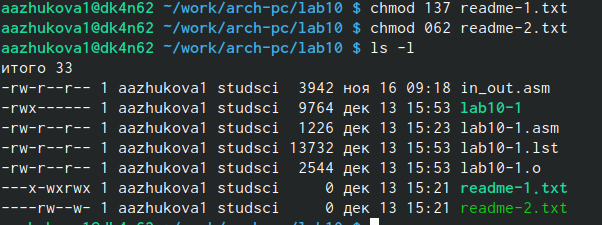 aazhukova1@dk4n62 ~/work/arch-pc/lab10 $ chmod 137 readme-1.txt
aazhukova1@dk4n62 ~/work/arch-pc/lab10 $ chmod 062 readme-2.txt
aazhukova1@dk4n62 ~/work/arch-pc/lab10 $ ls -l
итого 33
-rw-r--r-- 1 aazhukova1 studsci  3942 ноя 16 09:18 in_out.asm
-rwx------ 1 aazhukova1 studsci  9764 дек 13 15:53 lab10-1
-rw-r--r-- 1 aazhukova1 studsci  1226 дек 13 15:23 lab10-1.asm
-rw-r--r-- 1 aazhukova1 studsci 13732 дек 13 15:53 lab10-1.lst
-rw-r--r-- 1 aazhukova1 studsci  2544 дек 13 15:53 lab10-1.o
---x-wxrwx 1 aazhukova1 studsci     0 дек 13 15:21 readme-1.txt
----rw--w- 1 aazhukova1 studsci     0 дек 13 15:21 readme-2.txt